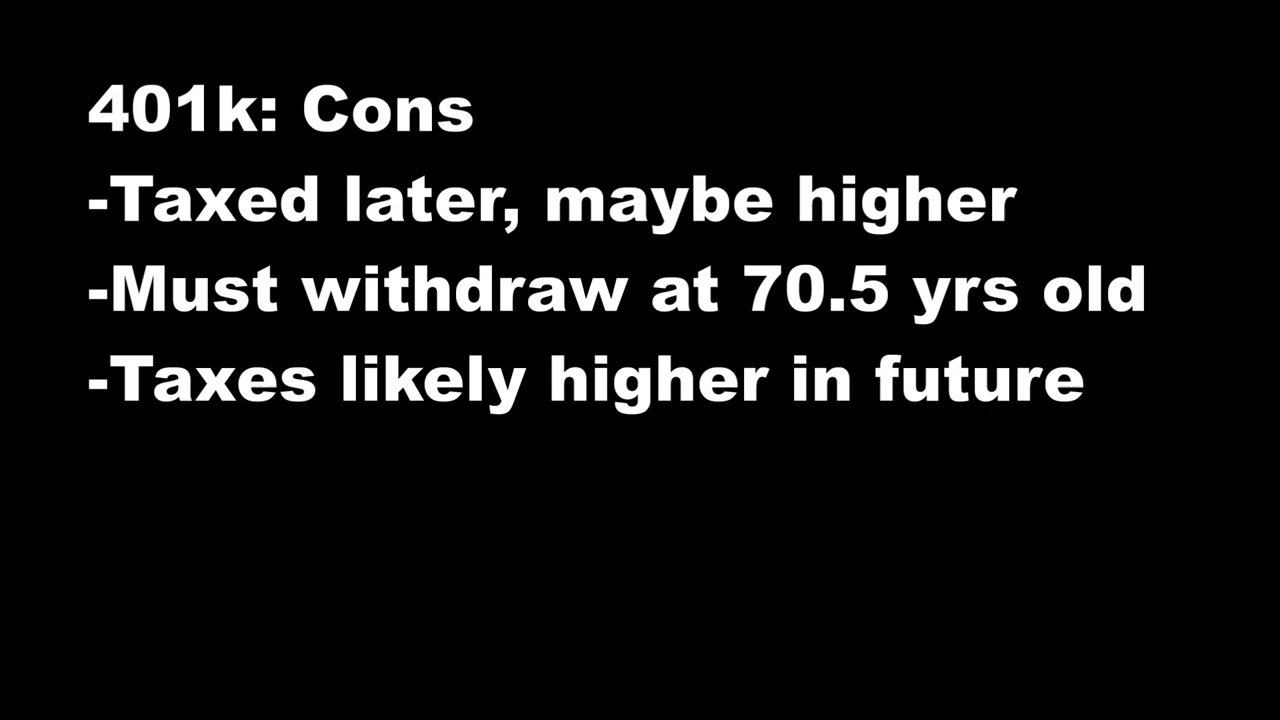 401k: Cons
-Taxed later, maybe higher
-Must withdraw at 70.5 yrs old
-Taxes likely higher in future